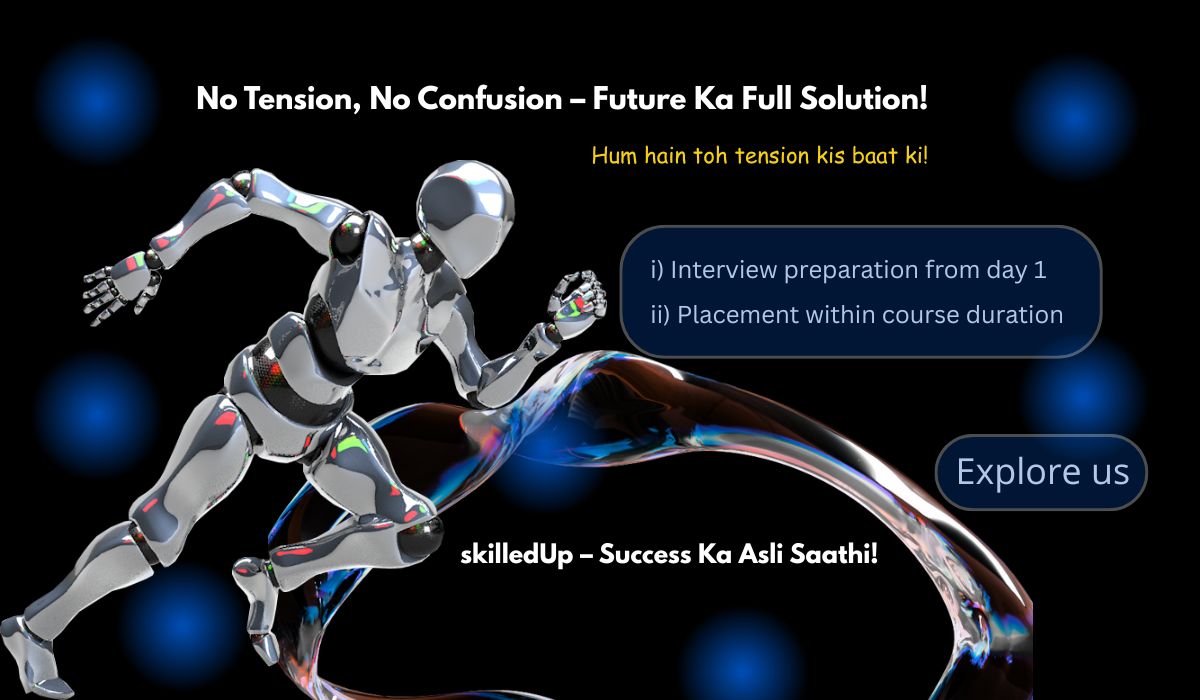 No Tension, No Confusion – Future Ka Full Solution!
Hum hain toh tension kis baat ki!
i) Interview preparation from day 1
ii) Placement within course duration
Explore us
skilledUp – Success Ka Asli Saathi!